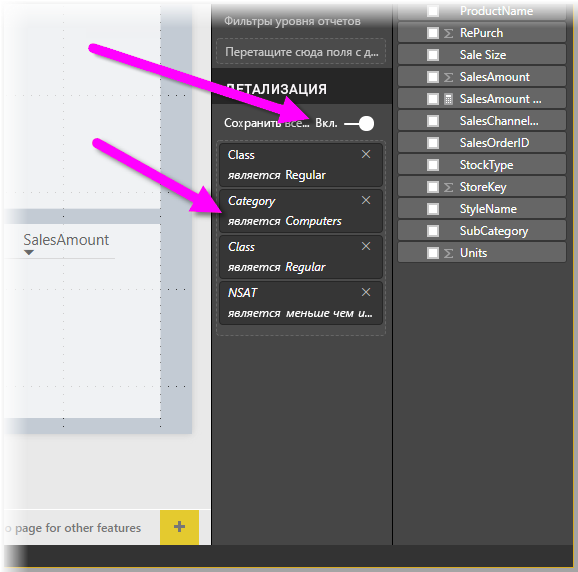 SalesAmount
o page for other features
+
Фильтры уровня отчетов
Перетащите сюда поля с д...
ДЕТАЛИЗАЦИЯ
Сохранить все... Вкл.
Class
является Regular
Category
является Computers
Class
является Regular
NSAT
является меньше чем и...
ProductName
RePurch
Sale Size
SalesAmount
SalesAmount ...
SalesChannel...
SalesOrderID
StockType
StoreKey
StyleName
SubCategory
Units